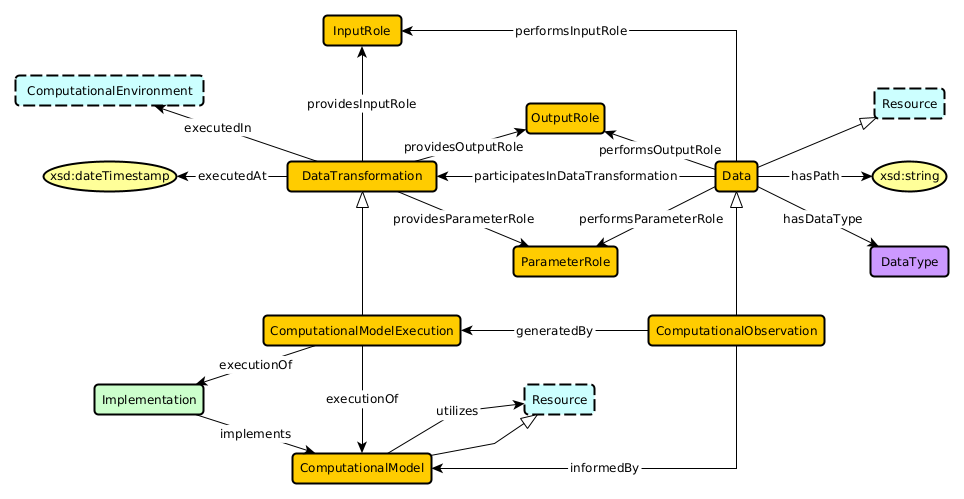 InputRole
performsInputRole
ComputationalEnvironment
providesInputRole
Resource
OutputRole
executedIn
providesOutputRole
performsOutputRole
xsd:dateTimestamp
executedAt
DataTransformation
participatesInDataTransformation
Data
hasPath
xsd:string
providesParameterRole
performsParameterRole
hasDataType
ParameterRole
DataType
ComputationalModelExecution
generatedBy
ComputationalObservation
executionOf
Implementation
executionOf
utilizes
Resource
implements
ComputationalModel
informedBy